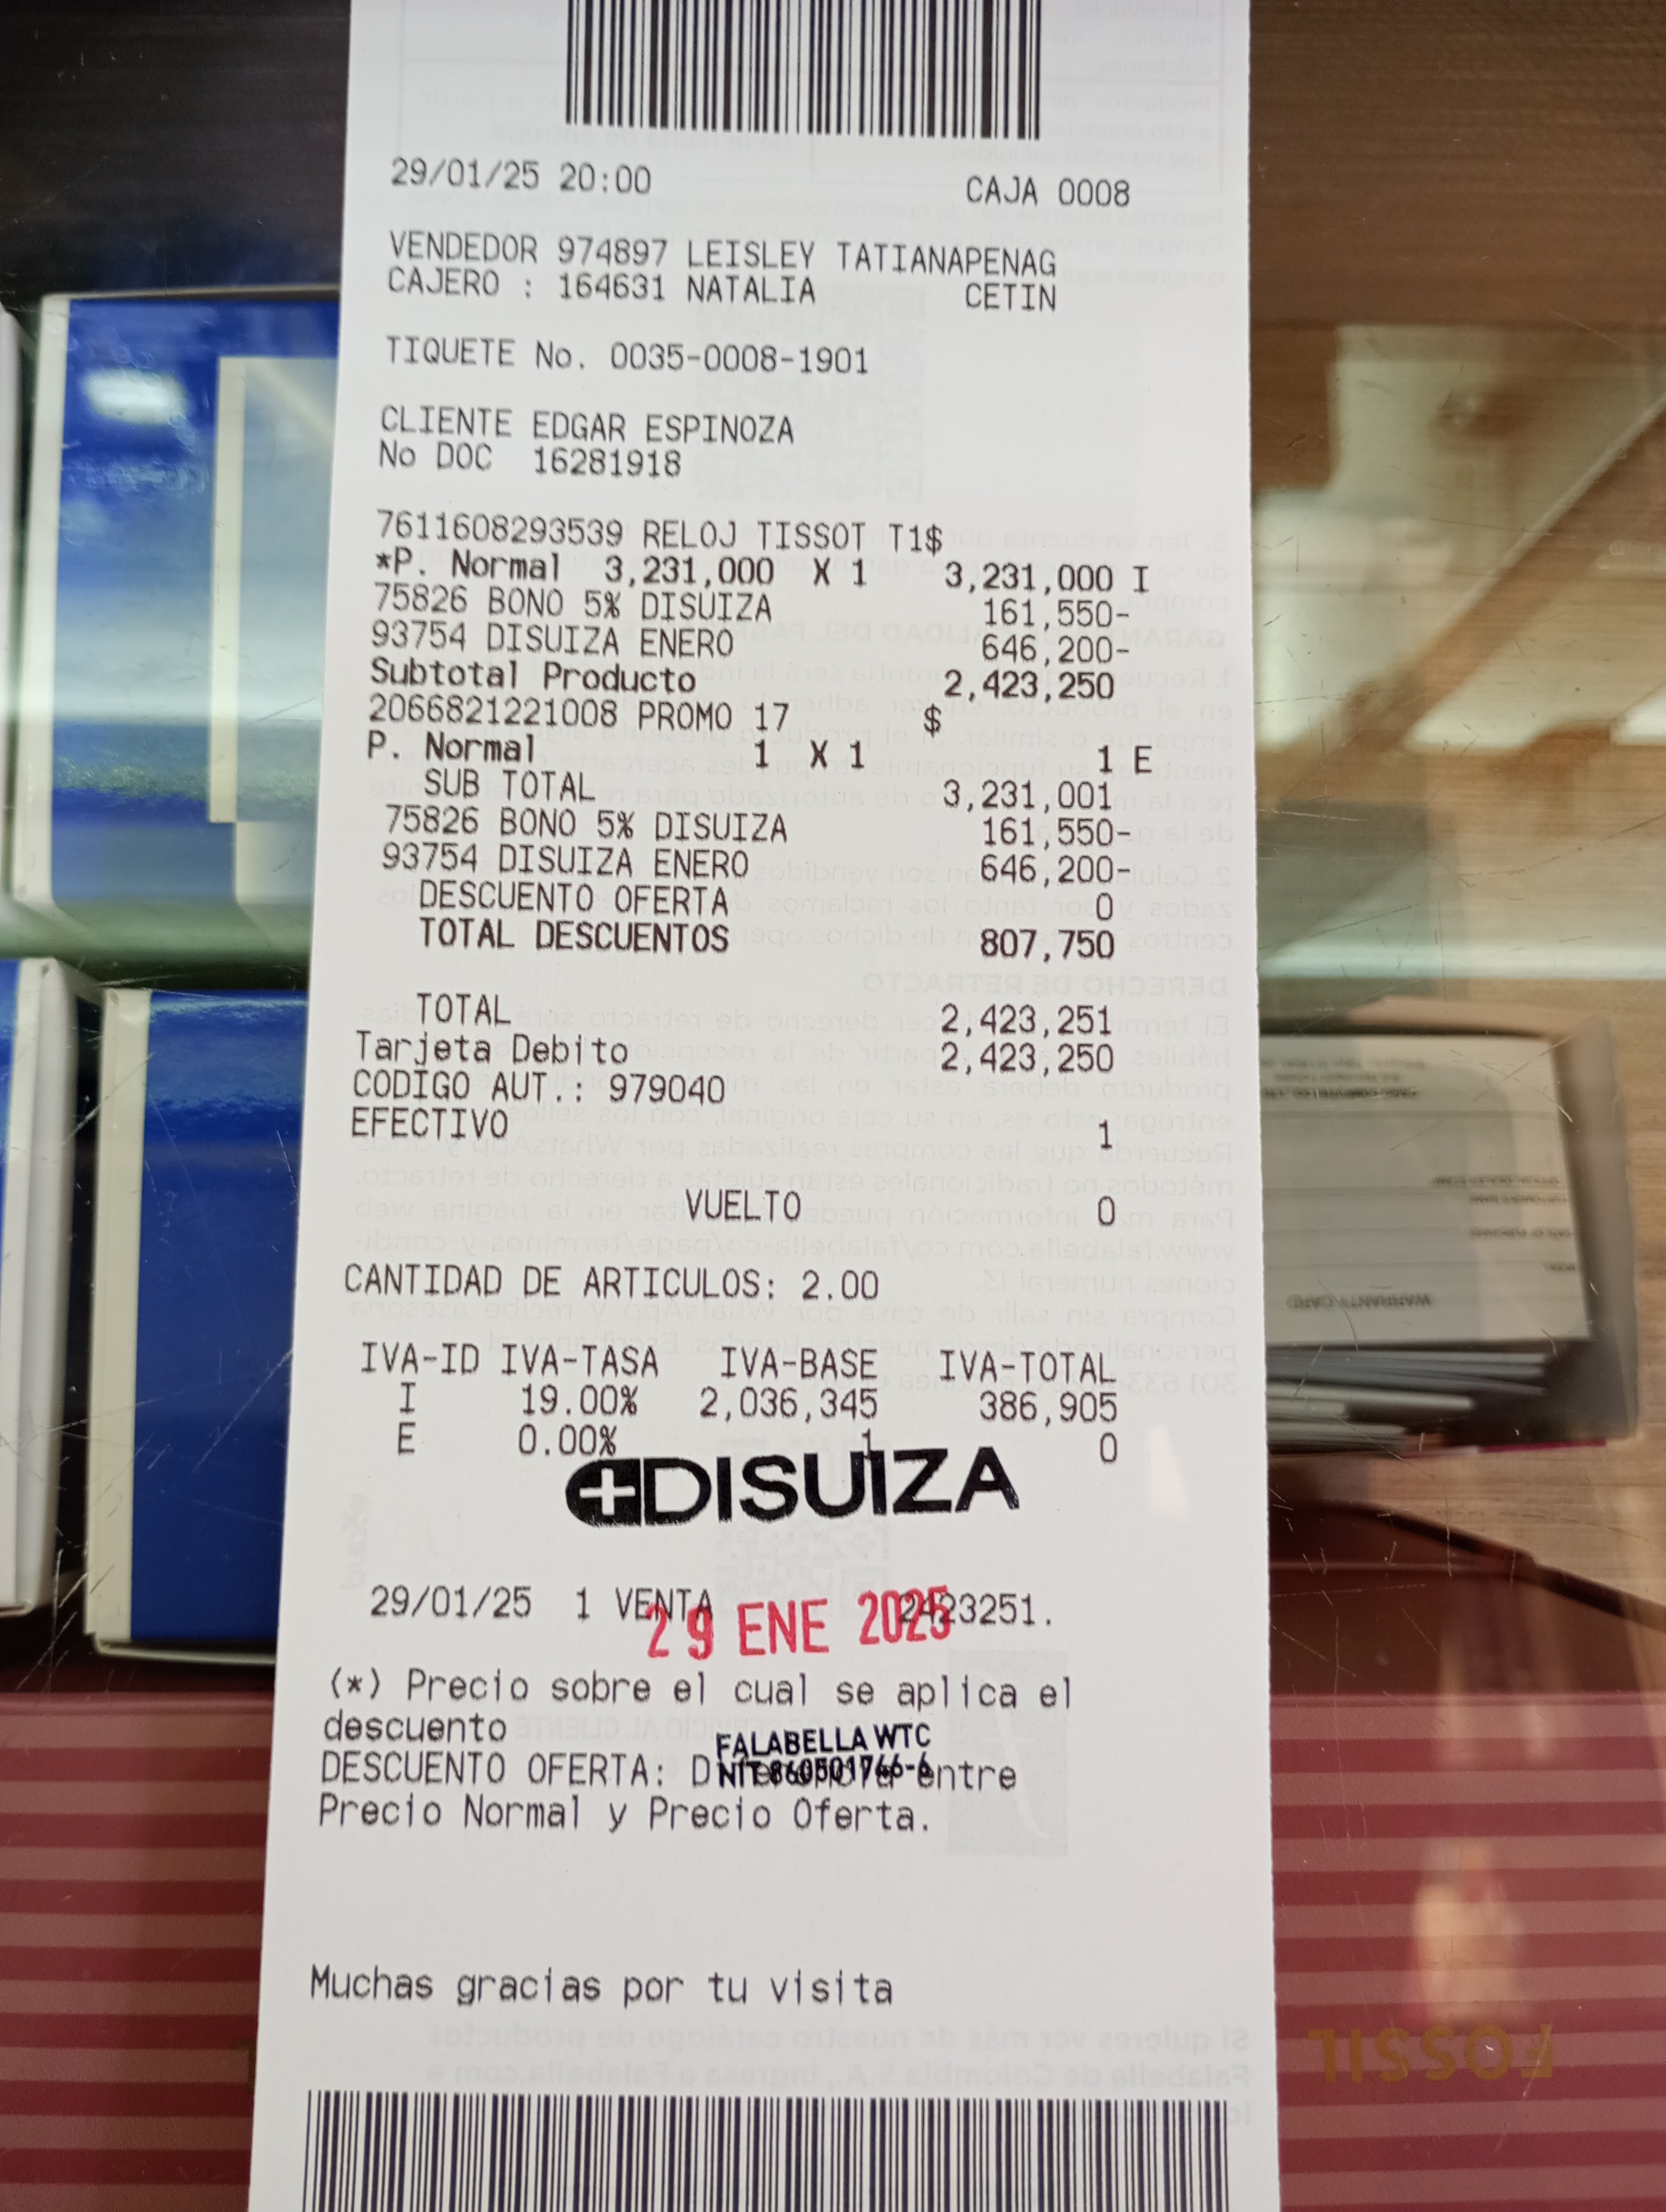 29/01/25 20:00 CAJA 0008
VENDEDOR 974897 LEISLEY TATIANAPENAG
CAJERO : 164631 NATALIA CETIN
TIQUETE No. 0035-0008-1901
CLIENTE EDGAR ESPINOZA
No DOC 16281918
7611608293539 RELOJ TISSOT T1$
*P. Normal 3,231,000 X 1 3,231,000 I
75826 BONO 5% DISUIZA 161,550-
93754 DISUIZA ENERO 646,200-
Subtotal Producto 2,423,250
2066821221008 PROMO 17 $
P. Normal 1 X 1 1 E
SUB TOTAL 3,231,001
75826 BONO 5% DISUIZA 161,550-
93754 DISUIZA ENERO 646,200-
DESCUENTO OFERTA 0
TOTAL DESCUENTOS 807,750
TOTAL 2,423,251
Tarjeta Debito 2,423,250
CODIGO AUT.: 979040
EFECTIVO 1
VUELTO 0
CANTIDAD DE ARTICULOS: 2.00
IVA-ID IVA-TASA IVA-BASE IVA-TOTAL
I 19.00% 2,036,345 386,905
E 0.00% 1 0
DISUIZA
29/01/25 1 VENTA 2423251.
29 ENE 2025
(*) Precio sobre el cual se aplica el
descuento
FALABELLA WTC
NIT 860501766-6
DESCUENTO OFERTA: Diferencia entre
Precio Normal y Precio Oferta.
Muchas gracias por tu visita
FOSSIL
WARRANTY CARD